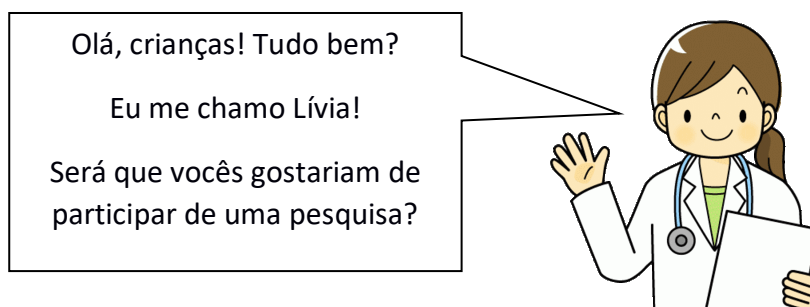 Olá, crianças! Tudo bem?
Eu me chamo Lívia!
Será que vocês gostariam de
participar de uma pesquisa?